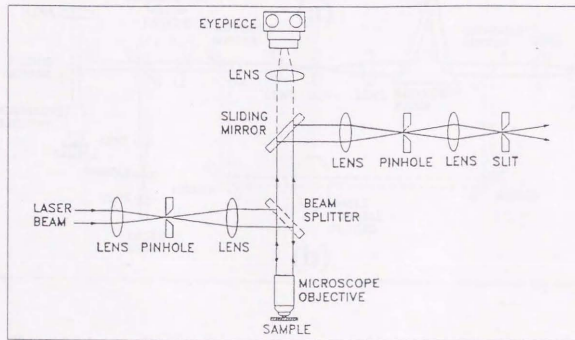 EYEPIECE
LENS
SLIDING
MIRROR
LENS
PINHOLE
LENS
SLIT
BEAM
SPLITTER
LASER
BEAM
LENS
PINHOLE
LENS
MICROSCOPE
OBJECTIVE
SAMPLE